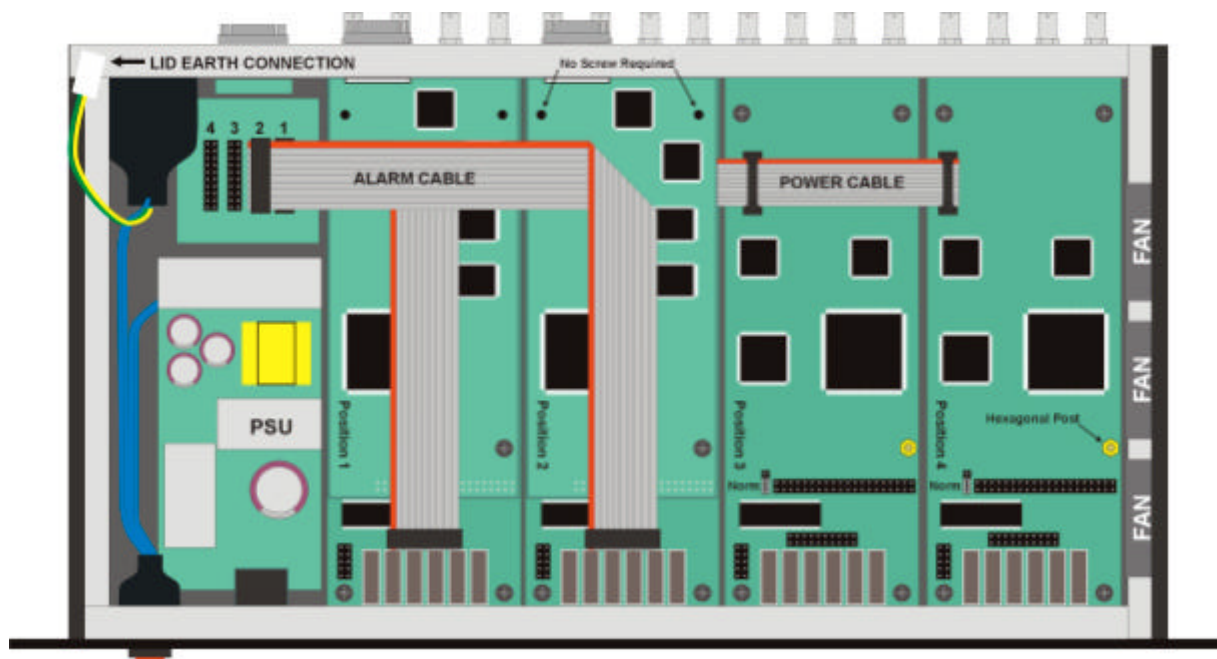 LID EARTH CONNECTION
No Screw Required
4 3 2 1
ALARM CABLE
POWER CABLE
FAN
FAN
FAN
PSU
Position 1
Position 2
Position 3
Position 4
Hexagonal Post
Norm
Norm